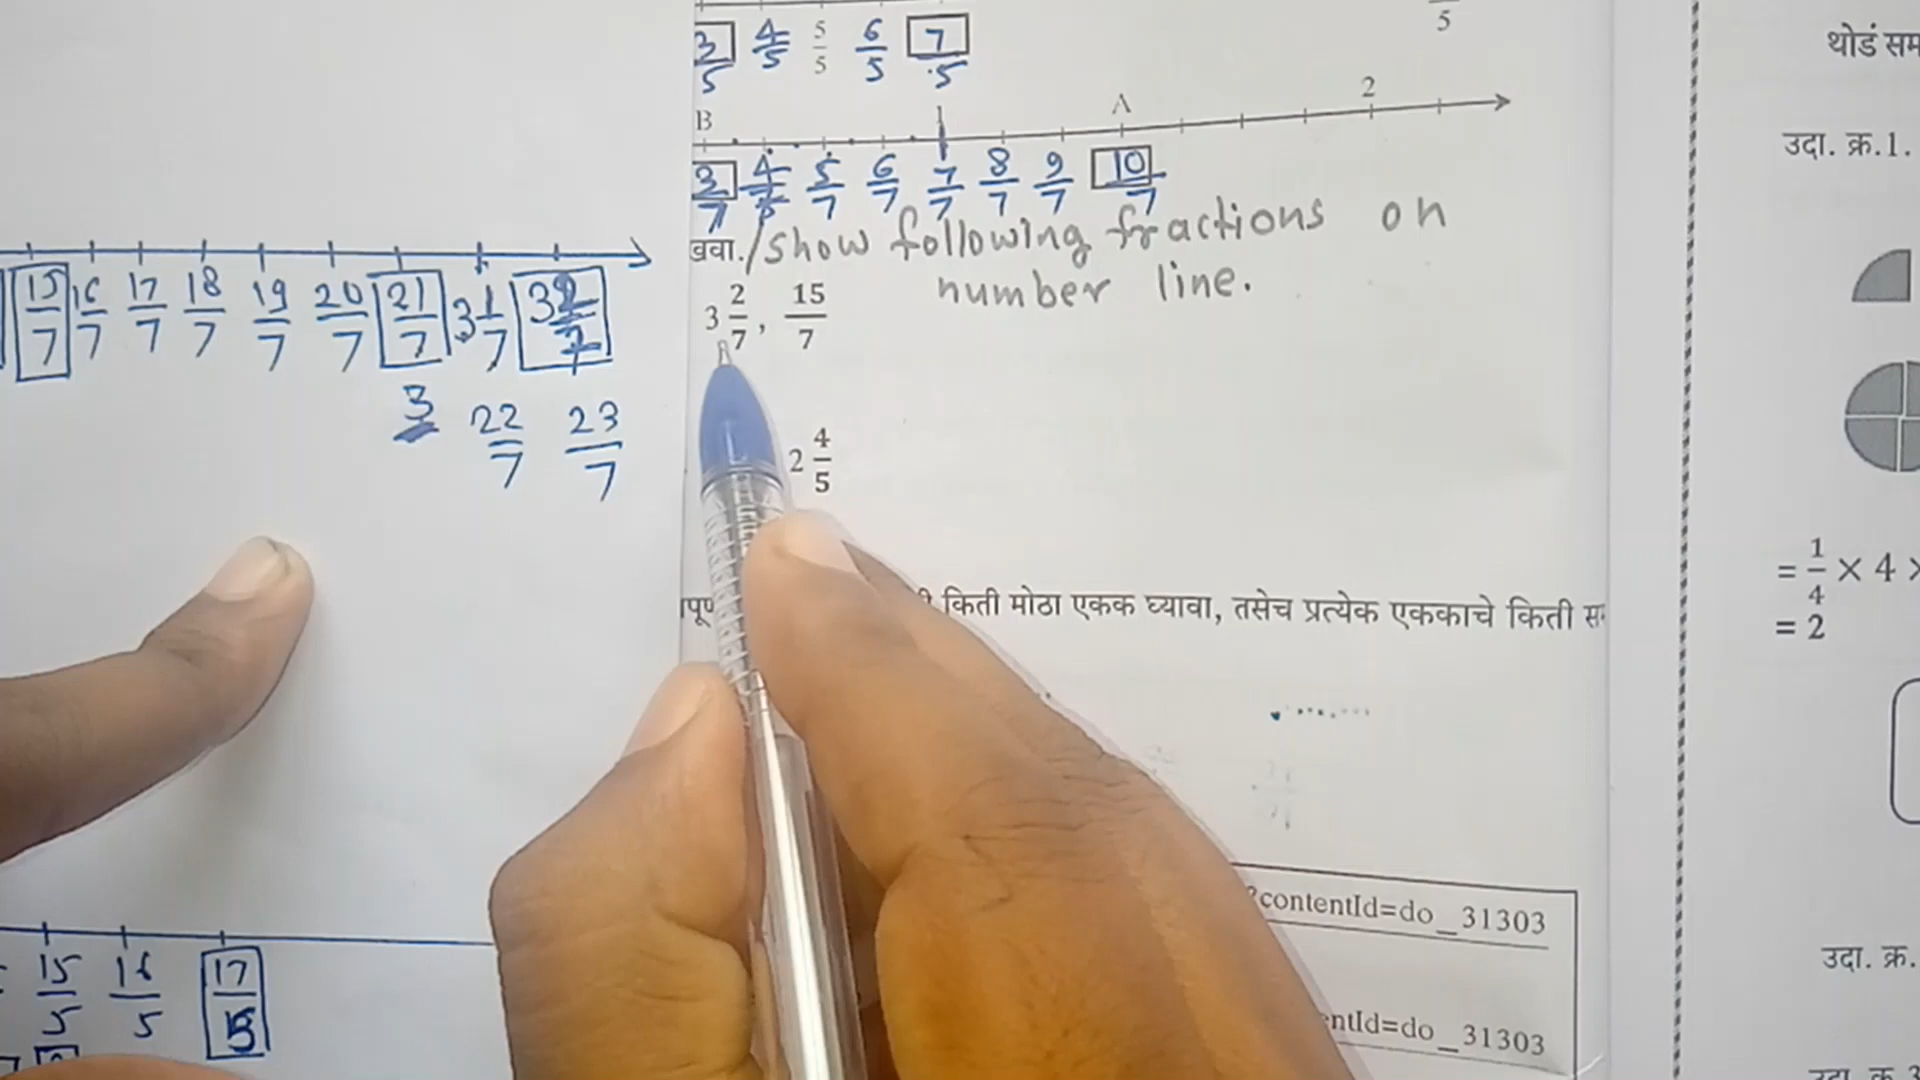 15/7 16/7 17/7 18/7 19/7 20/7 21/7 3 1/7 3 2/7
3 22/7 23/7
15/5 16/5 17/5
5
3/5 4/5 5/5 6/5 7/5
B 1 A 2
3/7 4/7 5/7 6/7 7/7 8/7 9/7 10/7
/ show following fractions on
number line.
3 2/7 , 15/7
2 4/5
किती मोठा एकक घ्यावा, तसेच प्रत्येक एककाचे किती
?contentId=do_31303
ntId=do_31303
थोडं
उदा. क्र.1.
= 1/4 × 4 ×
= 2
उदा. क्र.